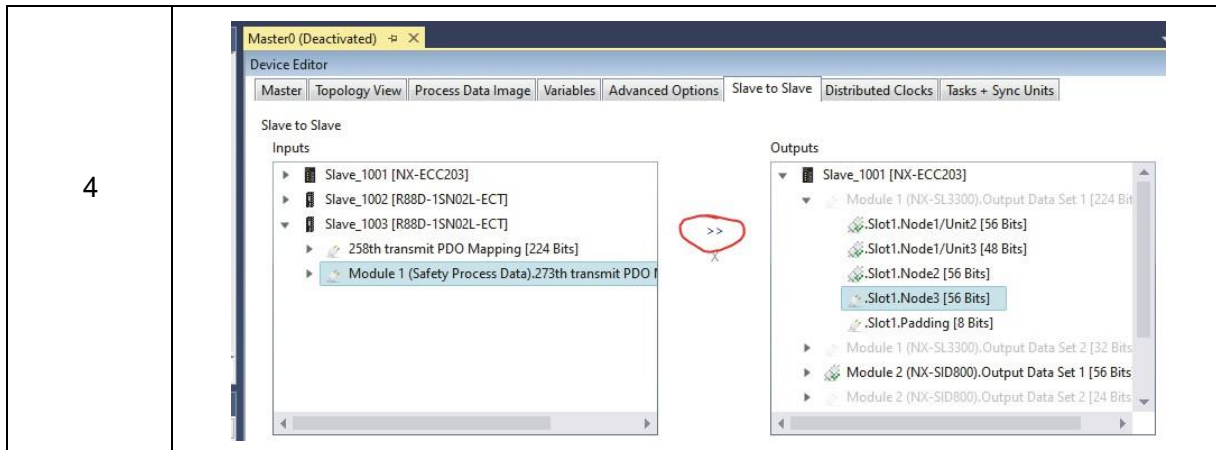 4
Master0 (Deactivated)
Device Editor
Master Topology View Process Data Image Variables Advanced Options Slave to Slave Distributed Clocks Tasks + Sync Units
Slave to Slave
Inputs
Slave_1001 [NX-ECC203]
Slave_1002 [R88D-1SN02L-ECT]
Slave_1003 [R88D-1SN02L-ECT]
258th transmit PDO Mapping [224 Bits]
Module 1 (Safety Process Data).273th transmit PDO
>>
X
Outputs
Slave_1001 [NX-ECC203]
Module 1 (NX-SL3300).Output Data Set 1 [224 Bit
.Slot1.Node1/Unit2 [56 Bits]
.Slot1.Node1/Unit3 [48 Bits]
.Slot1.Node2 [56 Bits]
.Slot1.Node3 [56 Bits]
.Slot1.Padding [8 Bits]
Module 1 (NX-SL3300).Output Data Set 2 [32 Bits
Module 2 (NX-SID800).Output Data Set 1 [56 Bits
Module 2 (NX-SID800).Output Data Set 2 [24 Bits